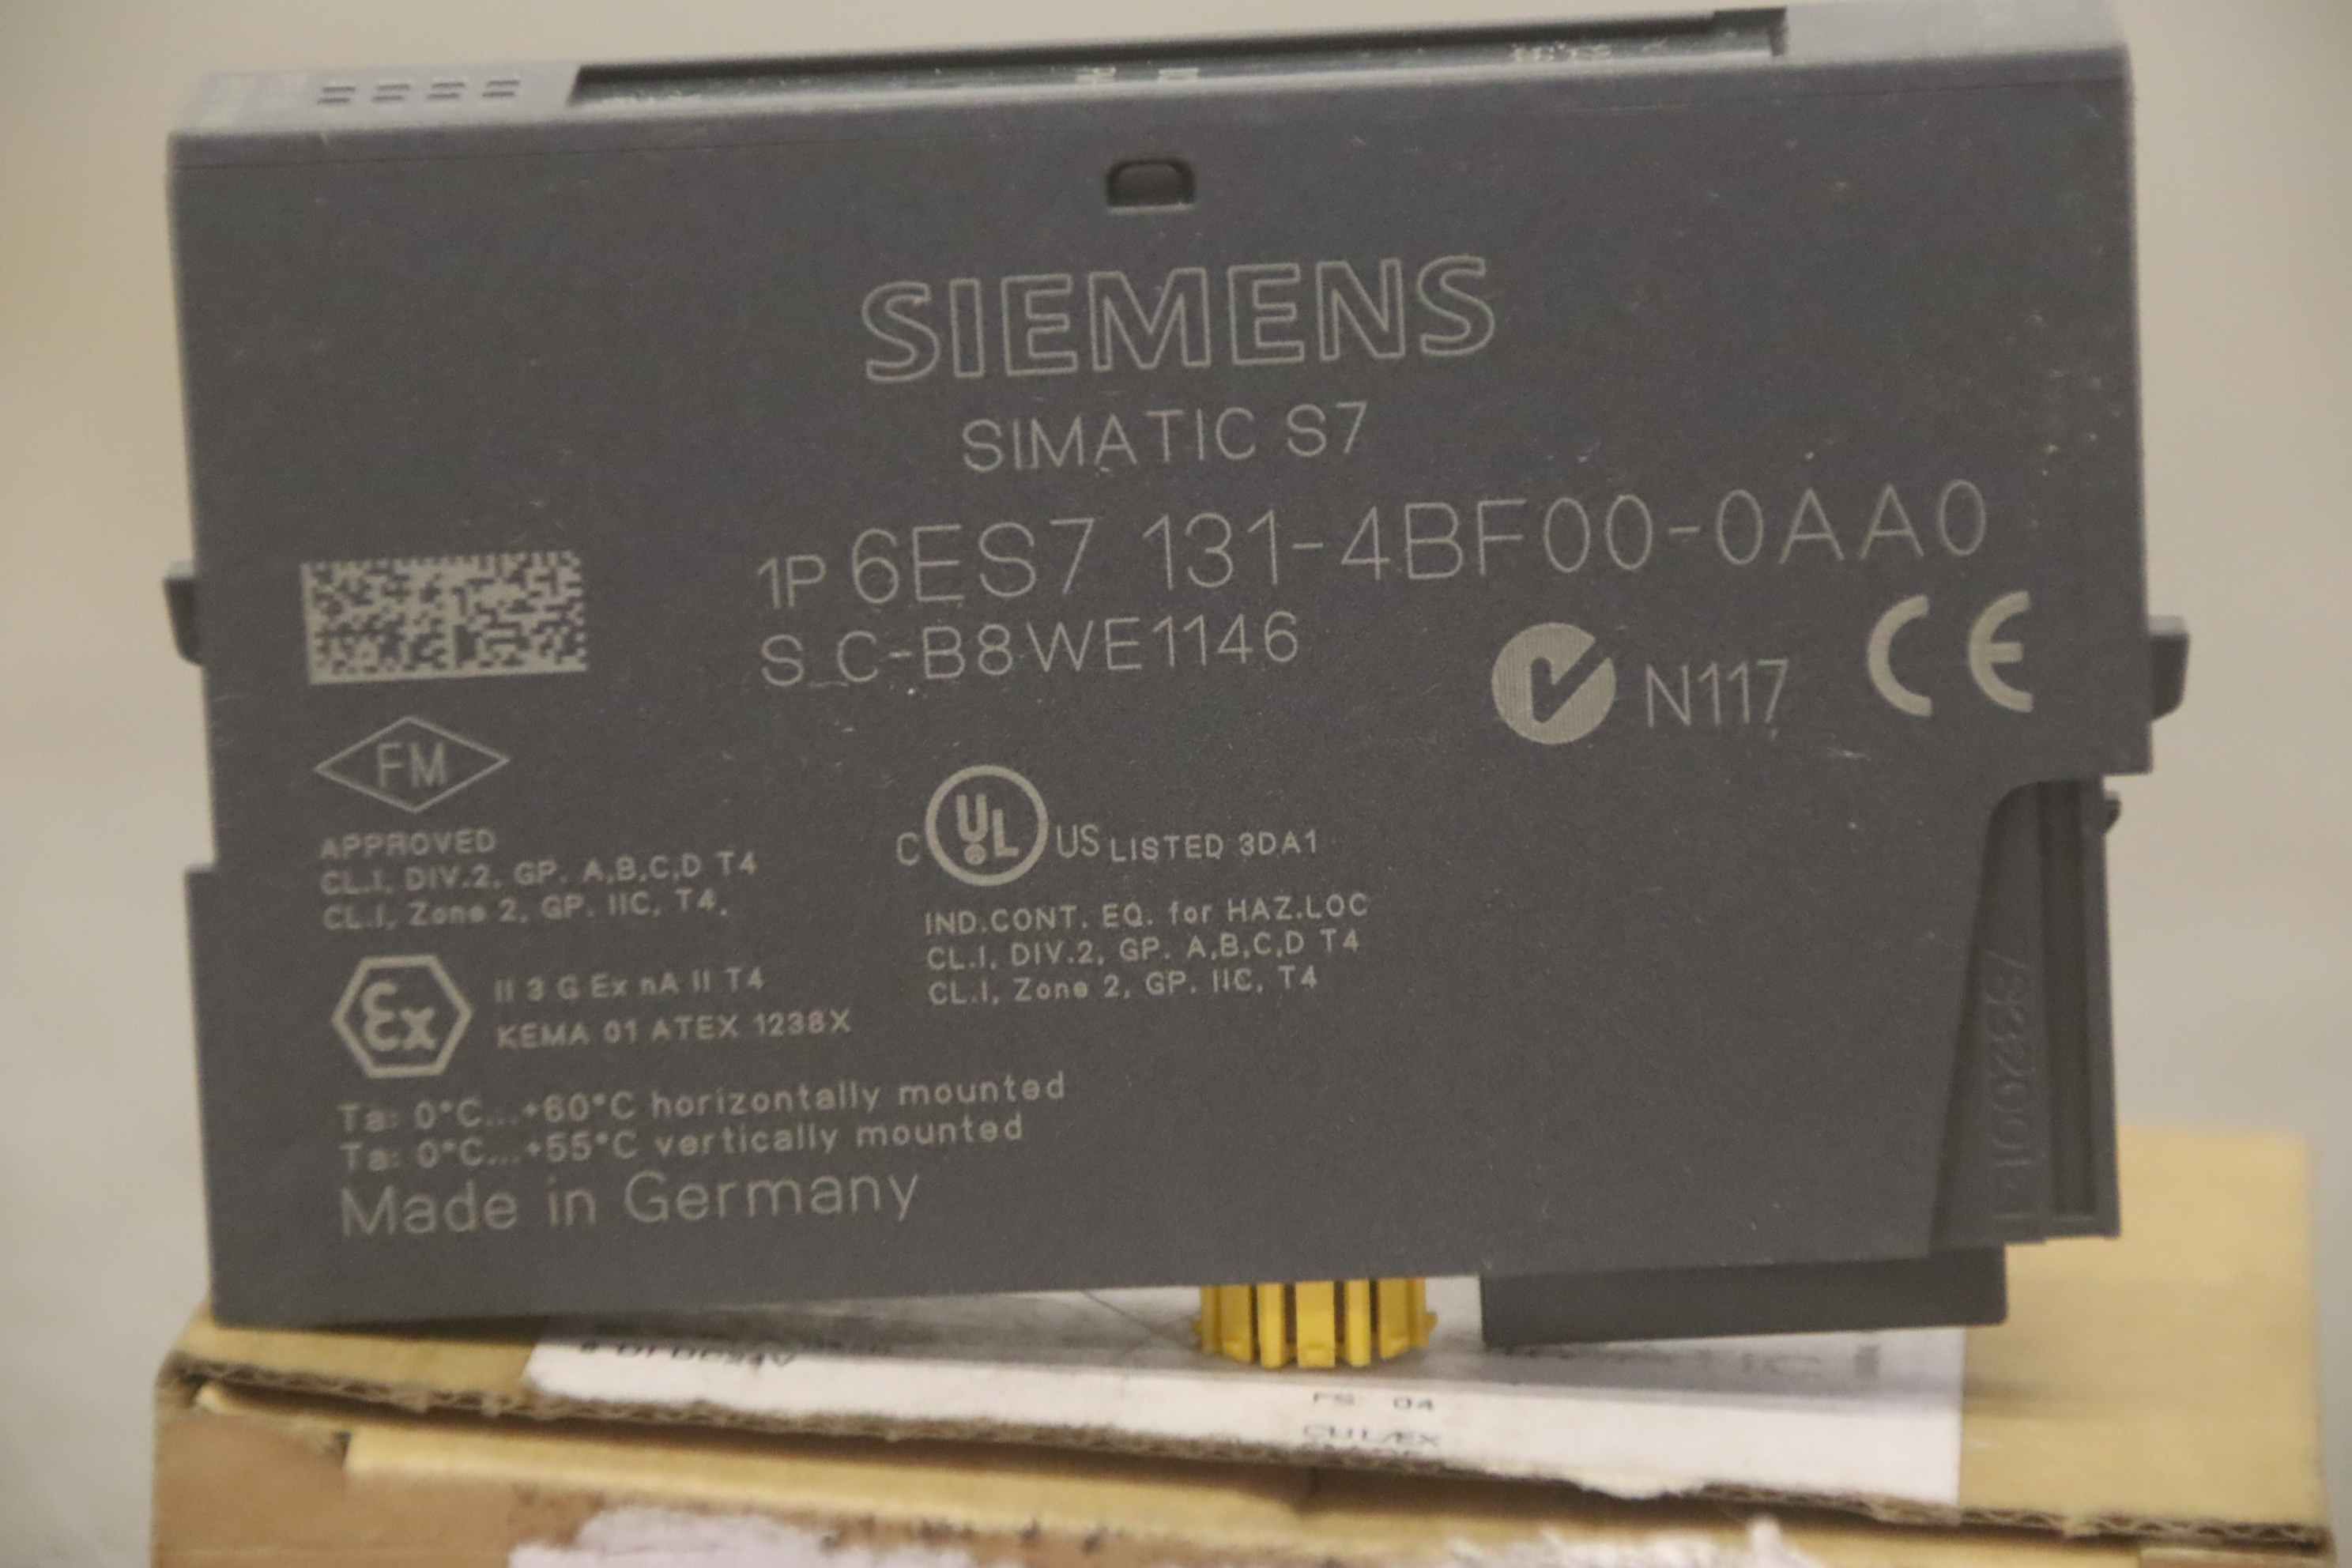 SIEMENS
SIMATIC S7
1P 6ES7 131-4BF00-0AA0
S C-B8WE1146
N117 CE
FM
APPROVED
CL.I, DIV.2, GP. A,B,C,D T4
CL.I, Zone 2, GP. IIC, T4.
C UL US LISTED 3DA1
IND.CONT. EQ. for HAZ.LOC
CL.I, DIV.2, GP. A,B,C,D T4
CL.I, Zone 2, GP. IIC, T4
Ex II 3 G Ex nA II T4
KEMA 01 ATEX 1238X
Ta: 0°C...+60°C horizontally mounted
Ta: 0°C...+55°C vertically mounted
Made in Germany
FS: 04